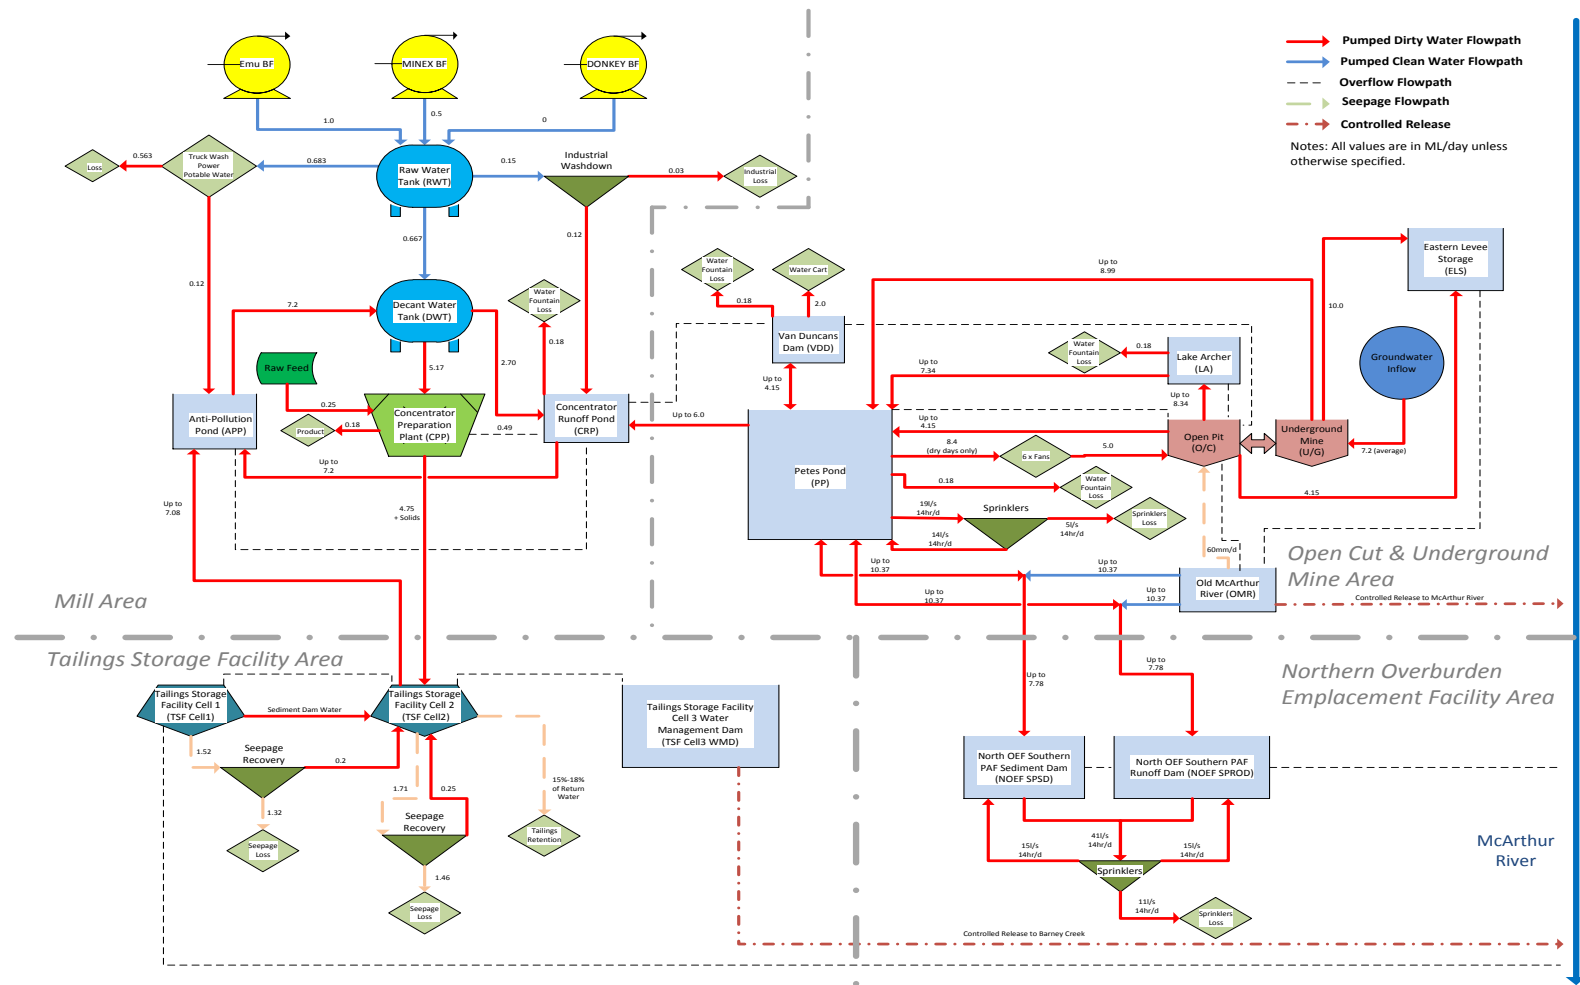 Emu BF
MINEX BF
DONKEY BF
1.0
0.5
0
Pumped Dirty Water Flowpath
Pumped Clean Water Flowpath
Overflow Flowpath
Seepage Flowpath
Controlled Release
Notes: All values are in ML/day unless
otherwise specified.
Loss
0.563
Truck Wash
Power
Potable Water
0.683
Raw Water
Tank (RWT)
0.15
Industrial
Washdown
0.03
Industrial
Loss
0.667
0.12
0.12
7.2
Decant Water
Tank (DWT)
2.70
Water
Fountain
Loss
0.18
5.17
Raw Feed
0.25
Product
0.18
Anti-Pollution
Pond (APP)
Concentrator
Preparation
Plant (CPP)
0.49
Concentrator
Runoff Pond
(CRP)
Up to
7.2
Up to
7.08
4.75
+ Solids
Mill Area
Water
Fountain
Loss
Water Cart
0.18
2.0
Van Duncans
Dam (VDD)
Up to
4.15
Up to 6.0
Petes Pond
(PP)
Up to
8.99
Up to
7.34
Water
Fountain
Loss
0.18
Lake Archer
(LA)
Up to
8.34
Up to
4.15
8.4
(dry days only)
6 x Fans
5.0
Open Pit
(O/C)
Underground
Mine
(U/G)
7.2 (average)
10.0
Eastern Levee
Storage
(ELS)
Groundwater
Inflow
4.15
0.18
Water
Fountain
Loss
19l/s
14hr/d
Sprinklers
5l/s
14hr/d
Sprinklers
Loss
14l/s
14hr/d
60mm/d
Up to
10.37
Up to
10.37
Up to
10.37
Up to
10.37
Old McArthur
River (OMR)
Controlled Release to McArthur River
Open Cut & Underground
Mine Area
Tailings Storage Facility Area
Tailings Storage
Facility Cell 1
(TSF Cell1)
Sediment Dam Water
Tailings Storage
Facility Cell 2
(TSF Cell2)
Tailings Storage Facility
Cell 3 Water
Management Dam
(TSF Cell3 WMD)
1.52
Seepage
Recovery
0.2
1.32
Seepage
Loss
1.71
0.25
Seepage
Recovery
1.46
Seepage
Loss
15%-18%
of Return
Water
Tailings
Retention
Northern Overburden
Emplacement Facility Area
Up to
7.78
Up to
7.78
North OEF Southern
PAF Sediment Dam
(NOEF SPSD)
North OEF Southern PAF
Runoff Dam (NOEF SPROD)
15l/s
14hr/d
41l/s
14hr/d
15l/s
14hr/d
Sprinklers
11l/s
14hr/d
Sprinklers
Loss
Controlled Release to Barney Creek
McArthur
River